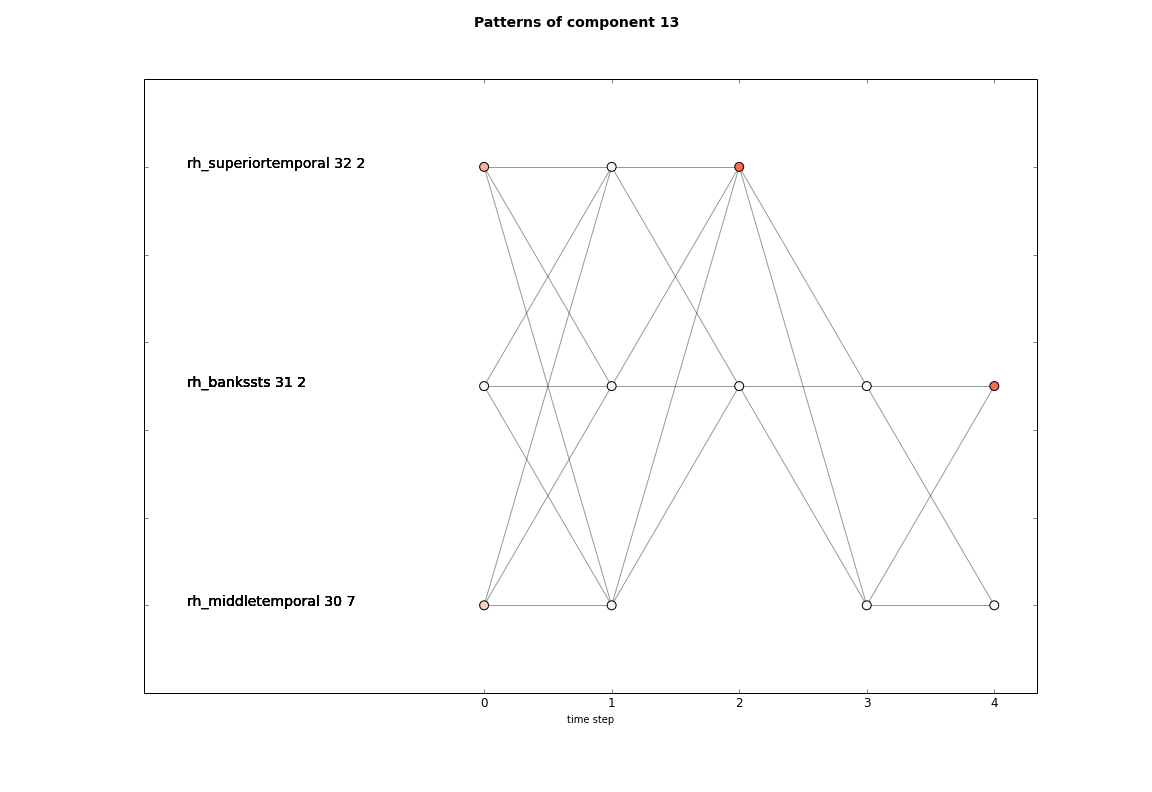 Patterns of component 13
rh_superiortemporal 32 2
rh_bankssts 31 2
rh_middletemporal 30 7
0 1 2 3 4
time step